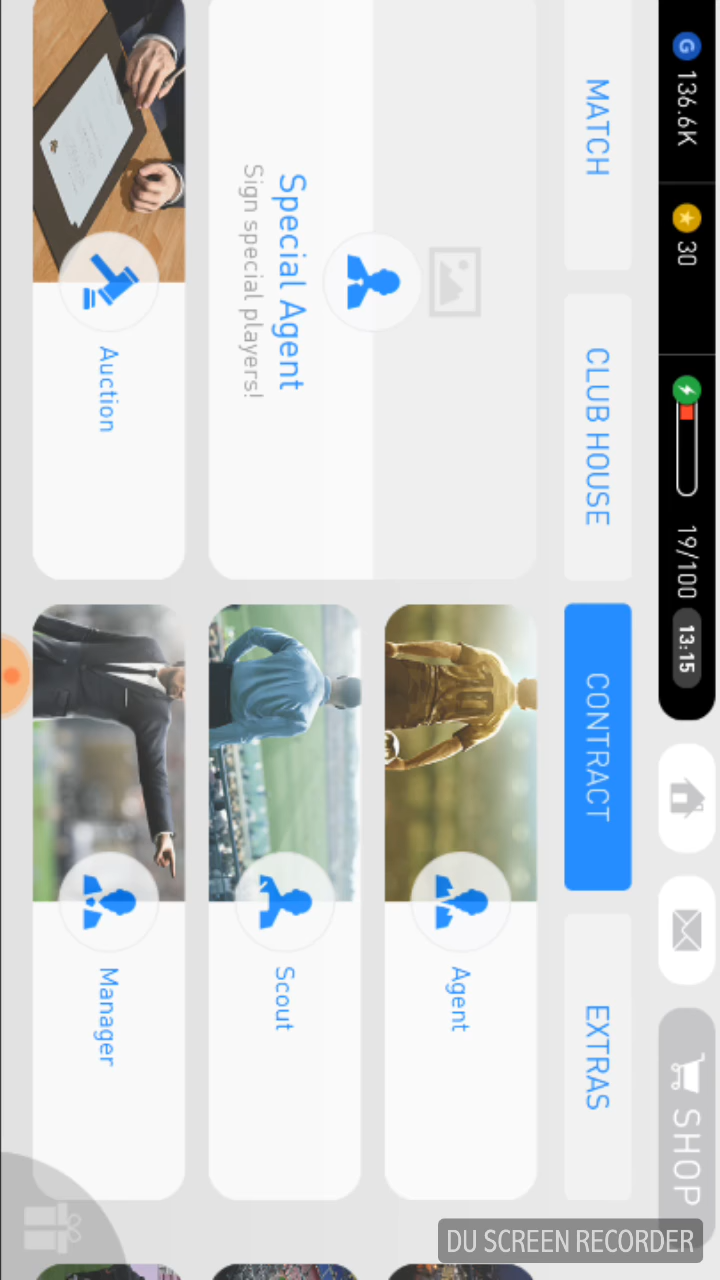 G 136.6K
30
19/100
13:15
SHOP
MATCH
CLUB HOUSE
CONTRACT
EXTRAS
Special Agent
Sign special players!
Agent
Scout
Auction
Manager
DU SCREEN RECORDER